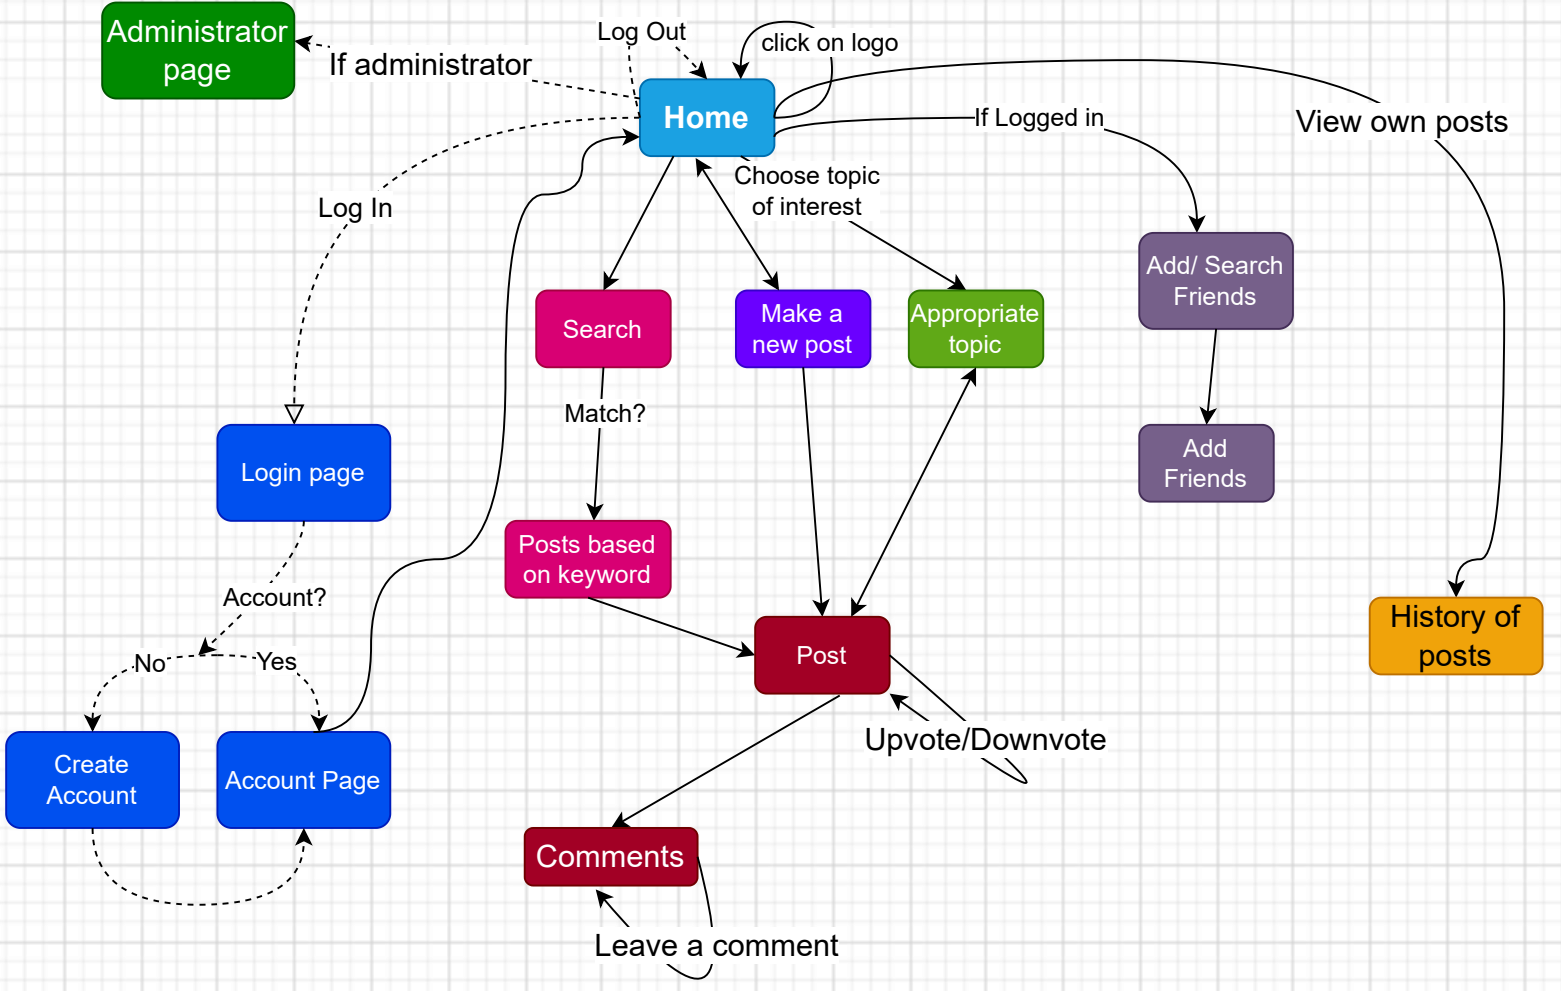 Administrator
page
If administrator
Log Out
click on logo
Home
If Logged in
View own posts
Choose topic
of interest
Log In
Add/ Search
Friends
Search
Make a
new post
Appropriate
topic
Match?
Login page
Add
Friends
Posts based
on keyword
Account?
History of
posts
No
Yes
Post
Upvote/Downvote
Create
Account
Account Page
Comments
Leave a comment